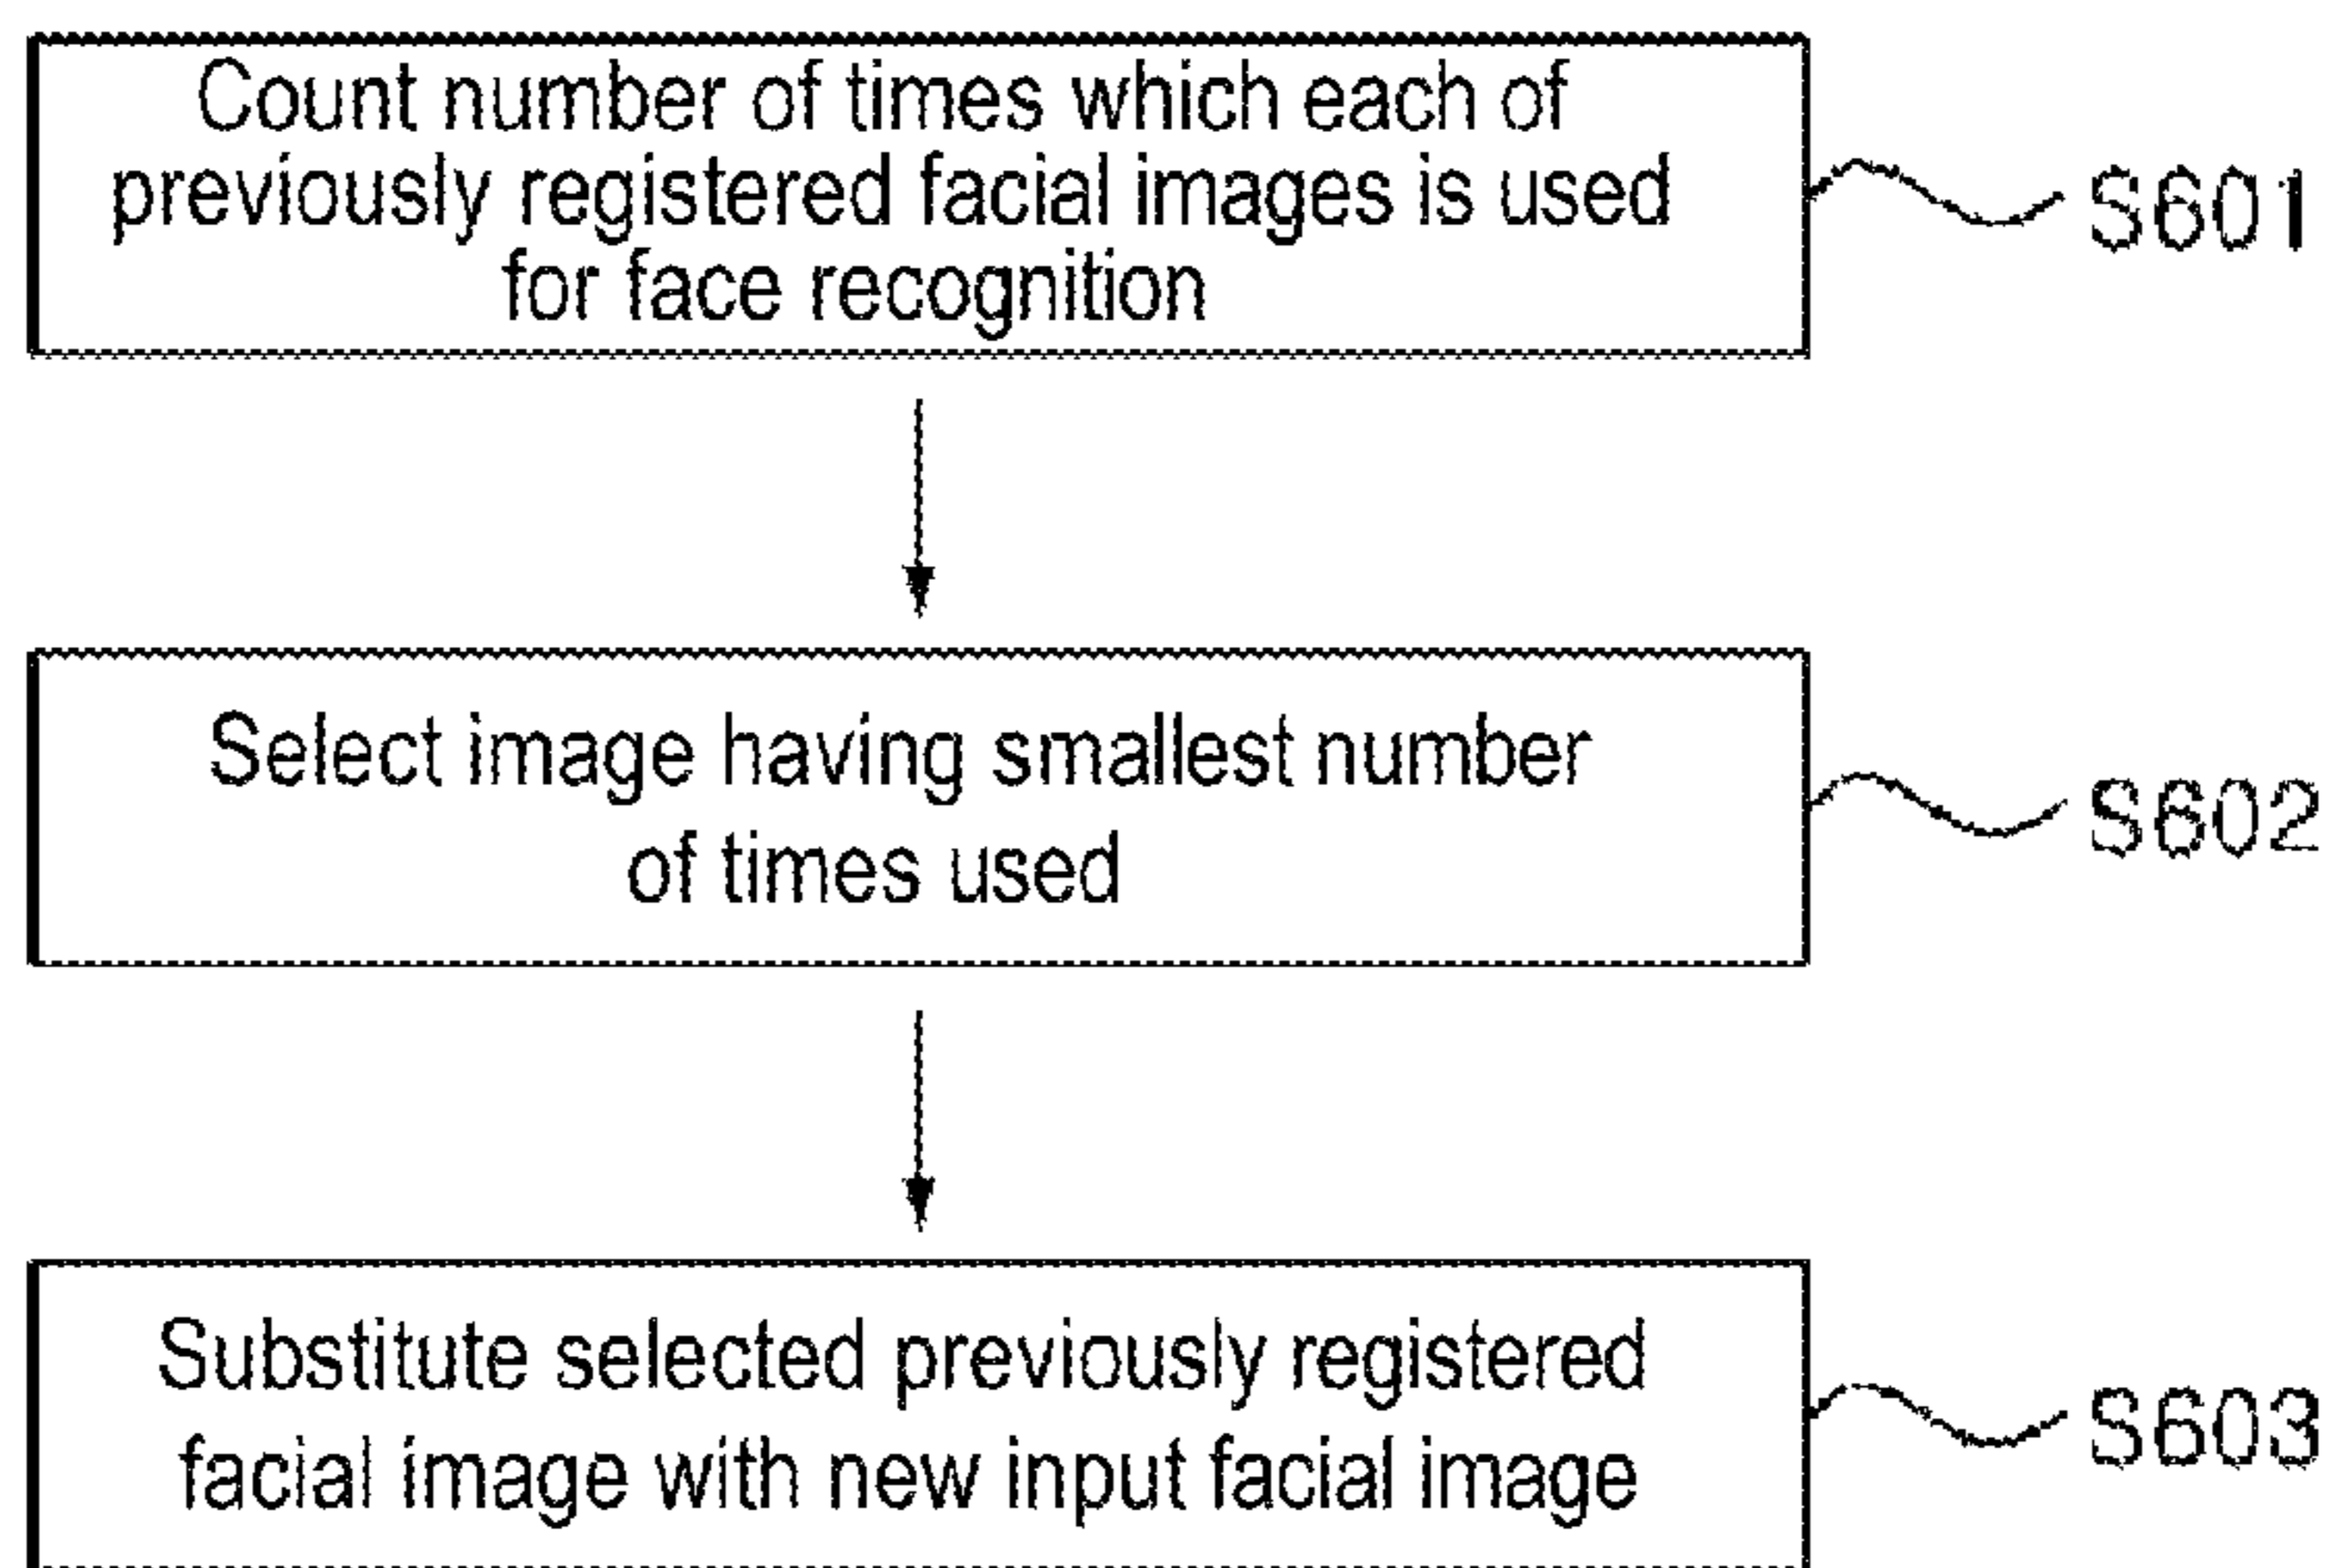 Count number of times which each of
previously registered facial images is used
for face recognition
S601
Select image having smallest number
of times used
S602
Substitute selected previously registered
facial image with new input facial image
S603